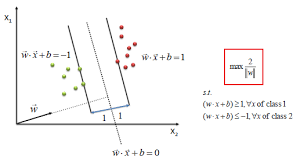 X₁
w⃗ · x⃗ + b = −1
w⃗ · x⃗ + b = 1
w⃗
1 1
X₂
w⃗ · x⃗ + b = 0
max 2/‖w‖
s.t.
(w · x + b) ≥ 1, ∀x of class 1
(w · x + b) ≤ −1, ∀x of class 2